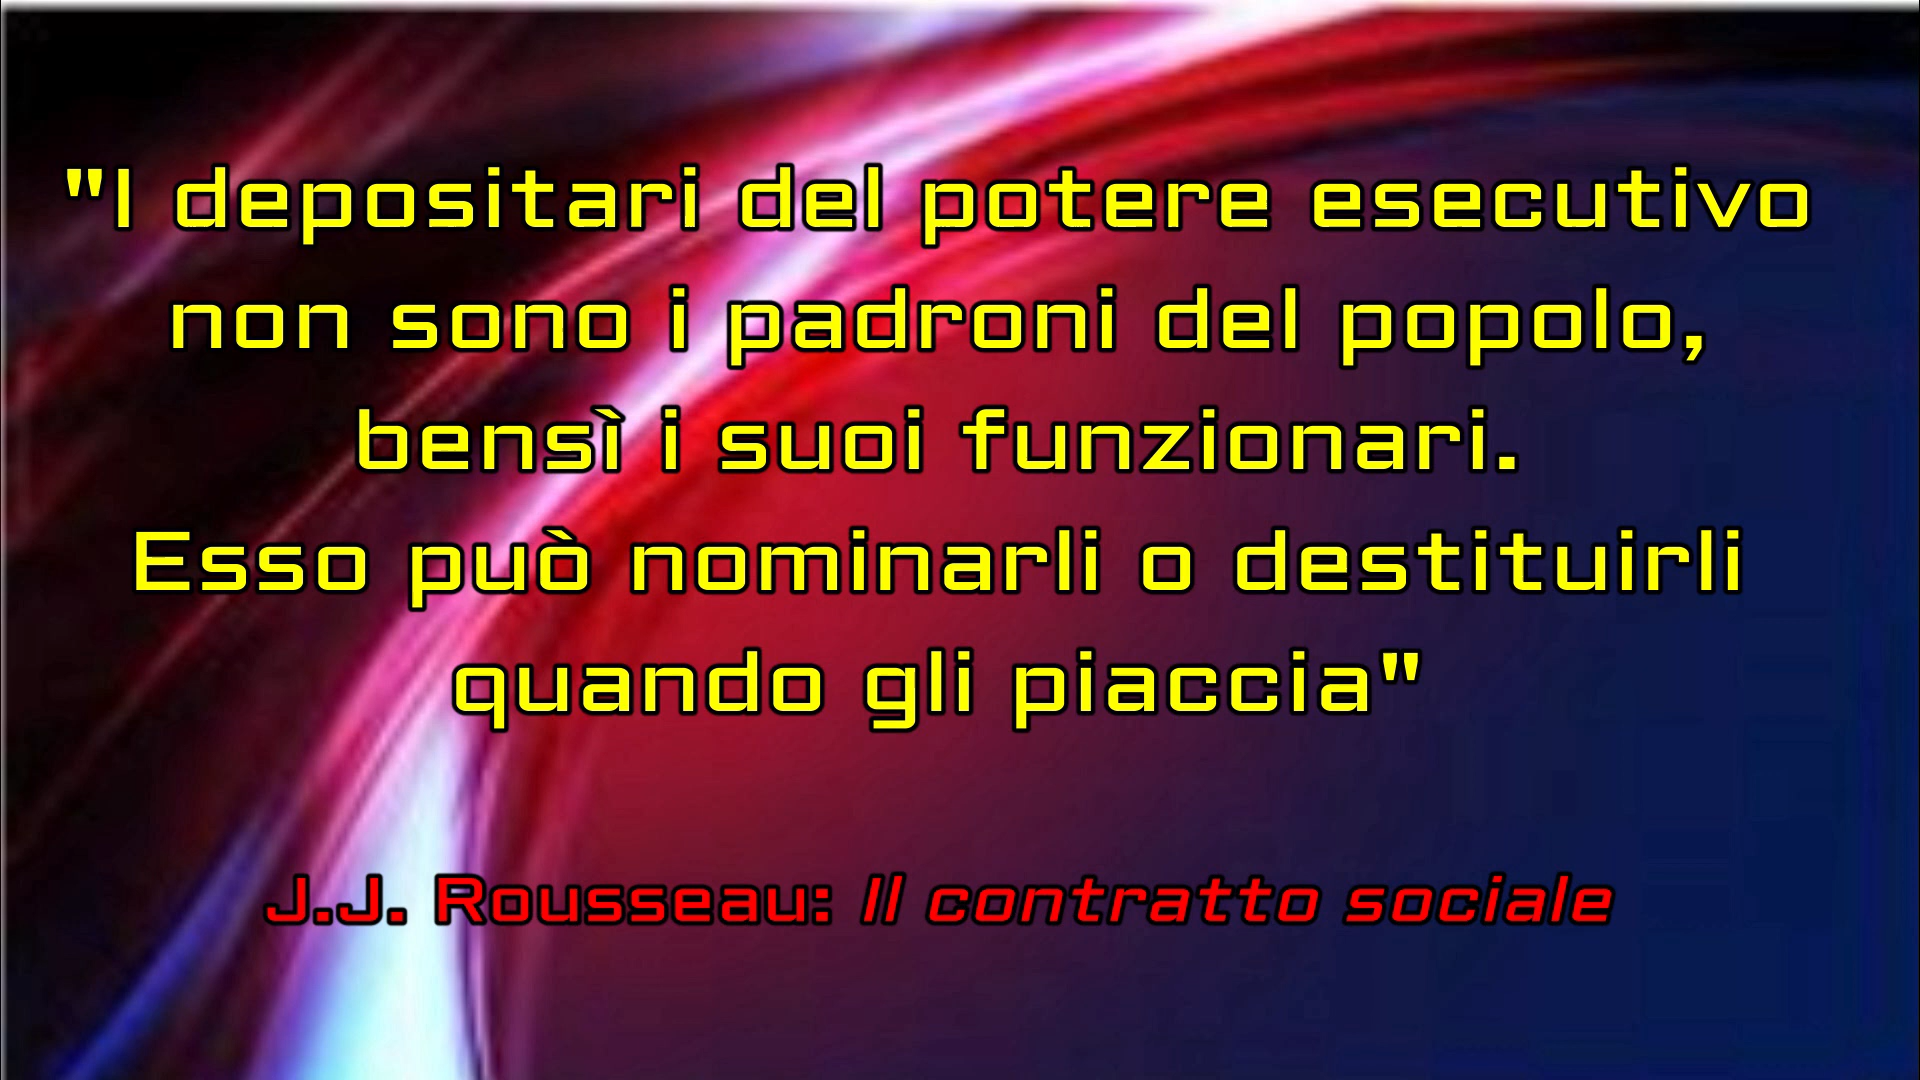 "I depositari del potere esecutivo
non sono i padroni del popolo,
bensì i suoi funzionari.
Esso può nominarli o destituirli
quando gli piaccia"
J.J. Rousseau: Il contratto sociale